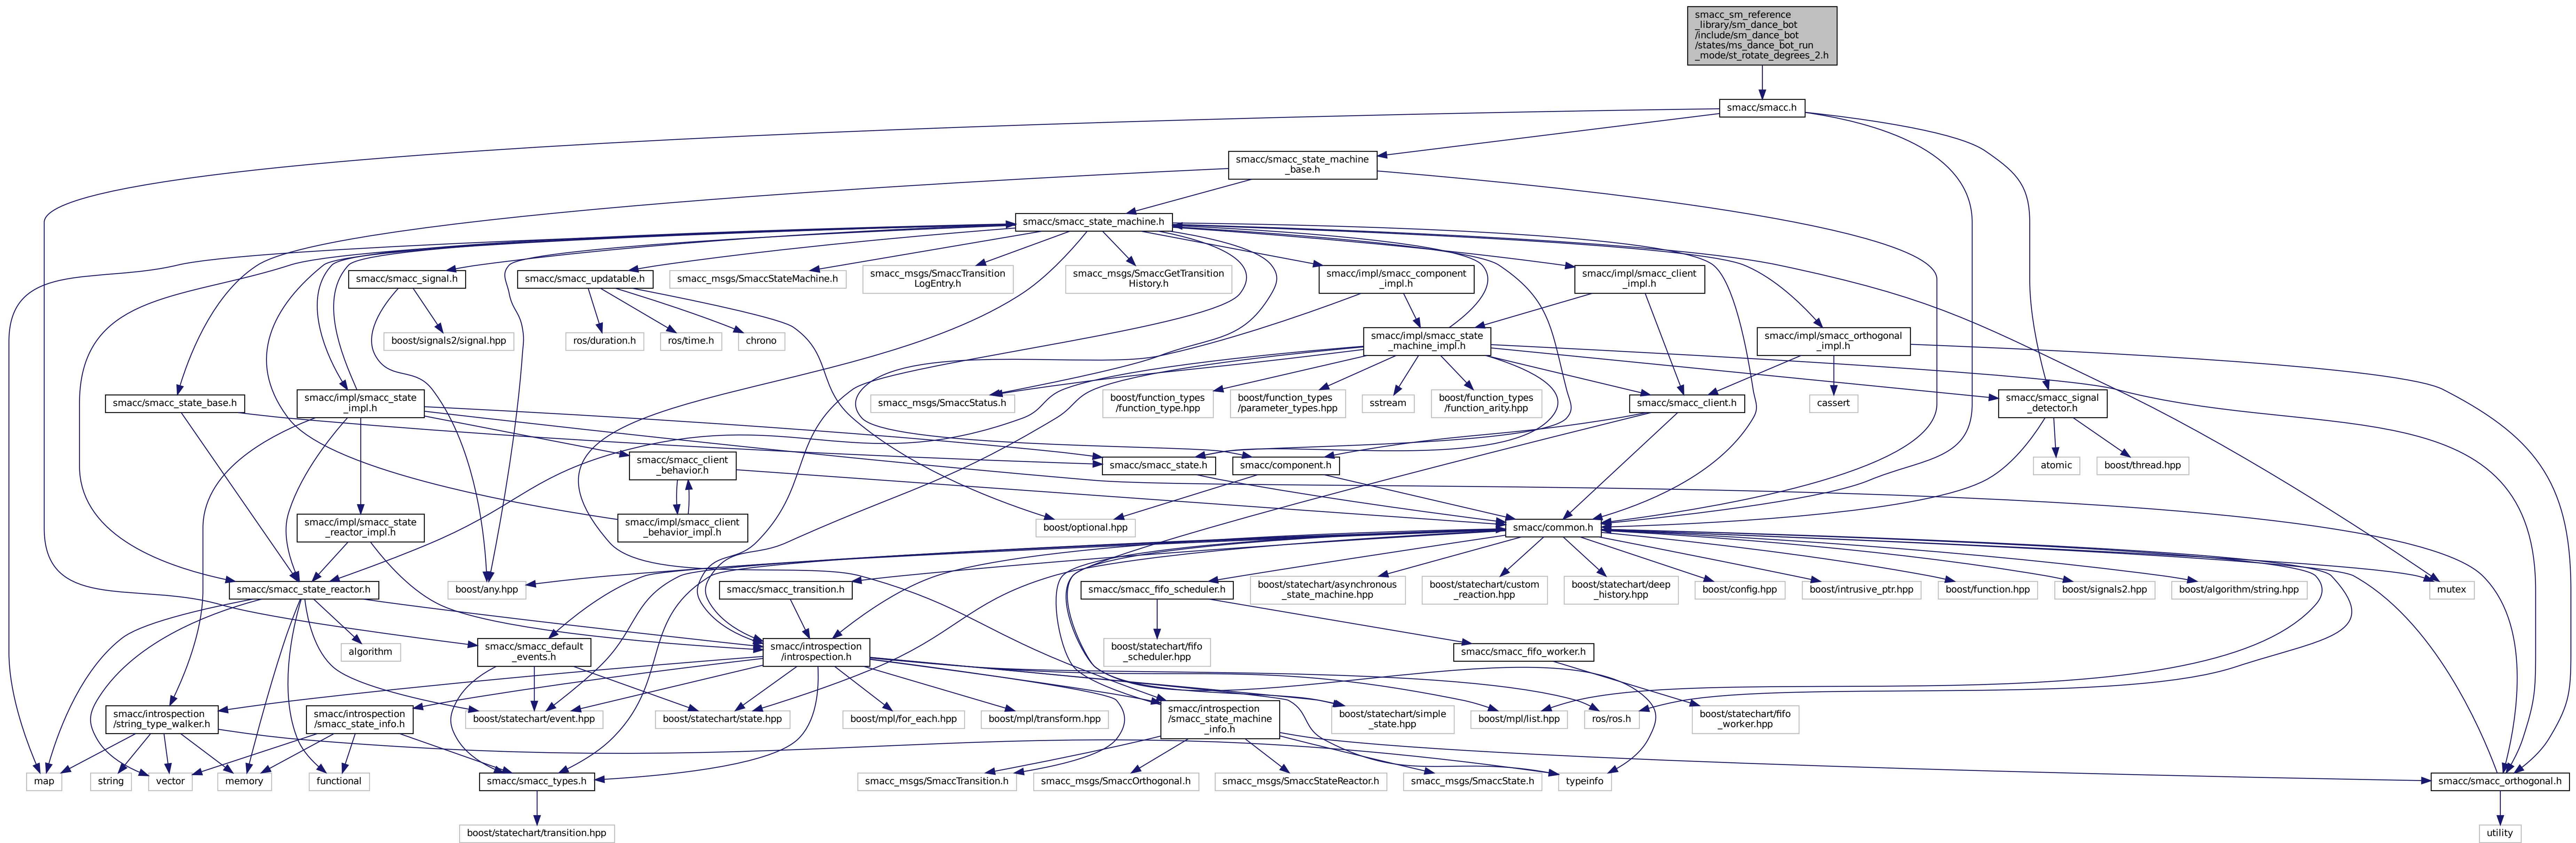 smacc_sm_reference
_library/sm_dance_bot
/include/sm_dance_bot
/states/ms_dance_bot_run
_mode/st_rotate_degrees_2.h
smacc/smacc.h
smacc/smacc_state_machine
_base.h
smacc/smacc_state_machine.h
smacc/smacc_signal.h
smacc/smacc_updatable.h
smacc_msgs/SmaccStateMachine.h
smacc_msgs/SmaccTransition
LogEntry.h
smacc_msgs/SmaccGetTransition
History.h
smacc/impl/smacc_component
_impl.h
smacc/impl/smacc_client
_impl.h
boost/signals2/signal.hpp
ros/duration.h
ros/time.h
chrono
smacc/impl/smacc_state
_machine_impl.h
smacc/impl/smacc_orthogonal
_impl.h
smacc/smacc_state_base.h
smacc/impl/smacc_state
_impl.h
smacc_msgs/SmaccStatus.h
boost/function_types
/function_type.hpp
boost/function_types
/parameter_types.hpp
sstream
boost/function_types
/function_arity.hpp
smacc/smacc_client.h
cassert
smacc/smacc_signal
_detector.h
smacc/smacc_client
_behavior.h
smacc/smacc_state.h
smacc/component.h
atomic
boost/thread.hpp
smacc/impl/smacc_state
_reactor_impl.h
smacc/impl/smacc_client
_behavior_impl.h
boost/optional.hpp
smacc/common.h
smacc/smacc_state_reactor.h
boost/any.hpp
smacc/smacc_transition.h
smacc/smacc_fifo_scheduler.h
boost/statechart/asynchronous
_state_machine.hpp
boost/statechart/custom
_reaction.hpp
boost/statechart/deep
_history.hpp
boost/config.hpp
boost/intrusive_ptr.hpp
boost/function.hpp
boost/signals2.hpp
boost/algorithm/string.hpp
mutex
algorithm
smacc/smacc_default
_events.h
smacc/introspection
/introspection.h
boost/statechart/fifo
_scheduler.hpp
smacc/smacc_fifo_worker.h
smacc/introspection
/string_type_walker.h
smacc/introspection
/smacc_state_info.h
boost/statechart/event.hpp
boost/statechart/state.hpp
boost/mpl/for_each.hpp
boost/mpl/transform.hpp
smacc/introspection
/smacc_state_machine
_info.h
boost/statechart/simple
_state.hpp
boost/mpl/list.hpp
ros/ros.h
boost/statechart/fifo
_worker.hpp
map
string
vector
memory
functional
smacc/smacc_types.h
smacc_msgs/SmaccTransition.h
smacc_msgs/SmaccOrthogonal.h
smacc_msgs/SmaccStateReactor.h
smacc_msgs/SmaccState.h
typeinfo
smacc/smacc_orthogonal.h
boost/statechart/transition.hpp
utility